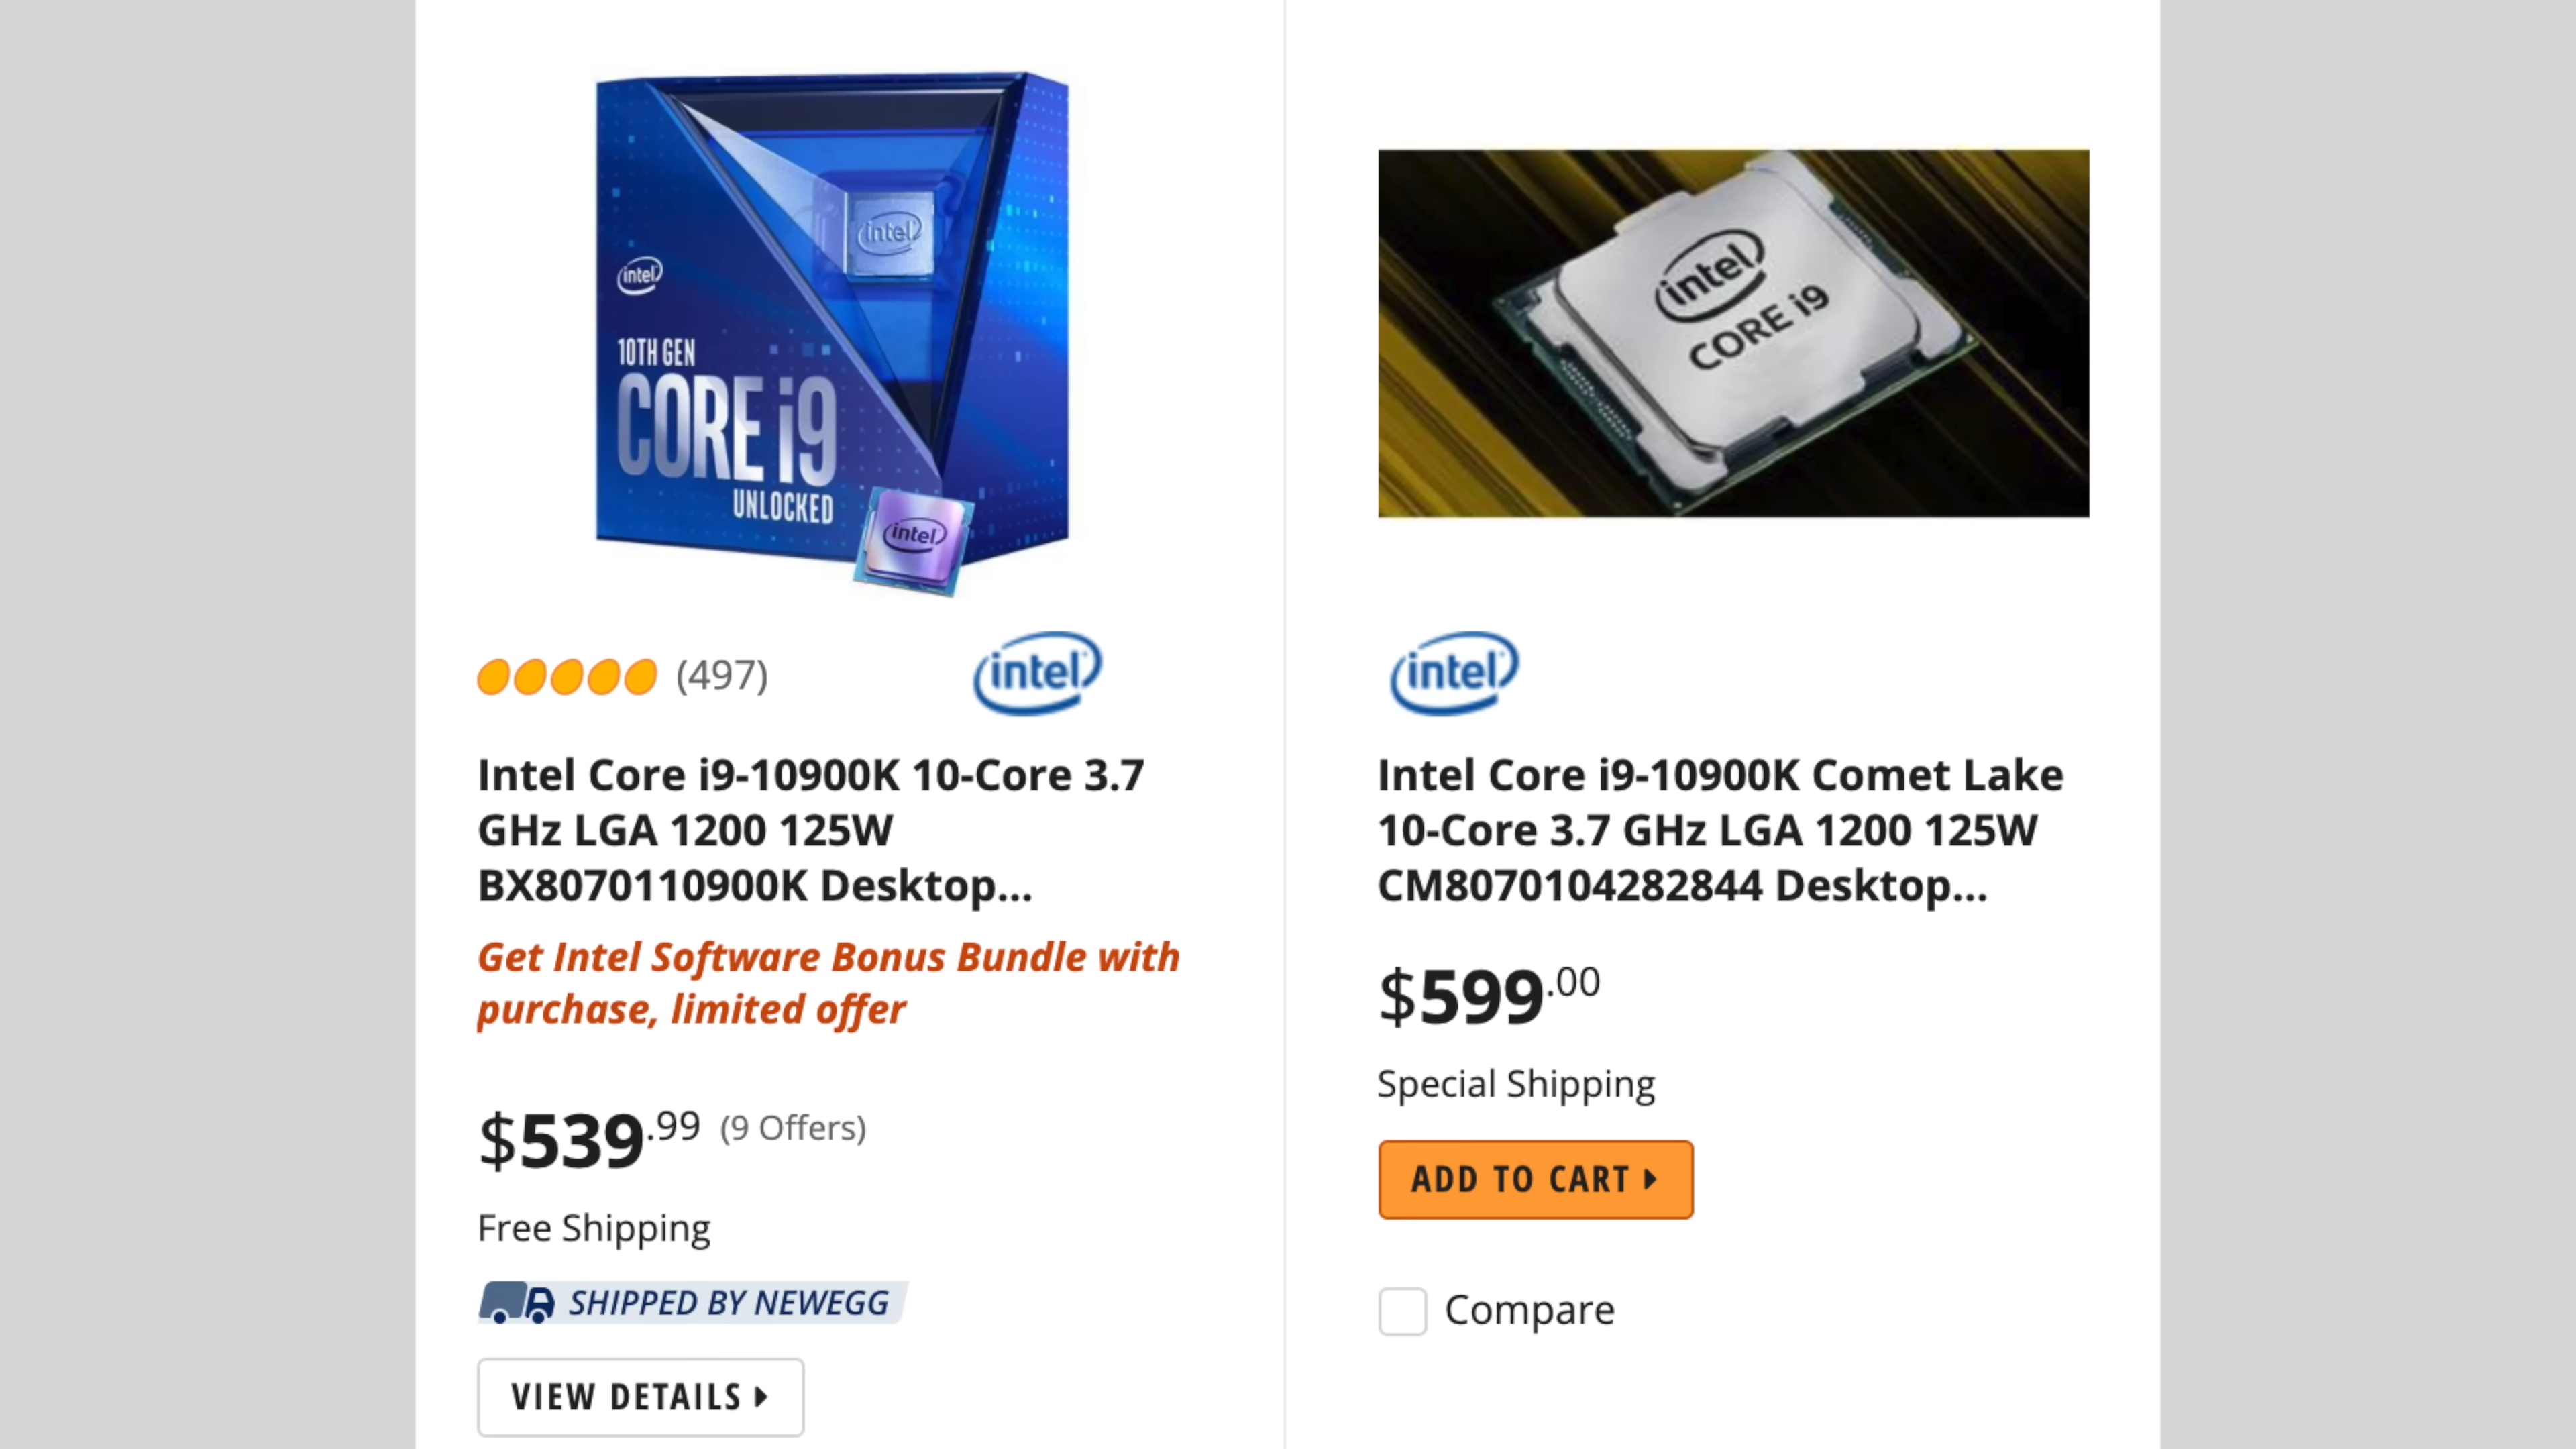 intel
intel
10TH GEN
CORE i9
UNLOCKED
intel
(497)
intel
Intel Core i9-10900K 10-Core 3.7
GHz LGA 1200 125W
BX8070110900K Desktop...
Get Intel Software Bonus Bundle with
purchase, limited offer
$539.99 (9 Offers)
Free Shipping
SHIPPED BY NEWEGG
VIEW DETAILS
intel
CORE i9
intel
Intel Core i9-10900K Comet Lake
10-Core 3.7 GHz LGA 1200 125W
CM8070104282844 Desktop...
$599.00
Special Shipping
ADD TO CART
Compare